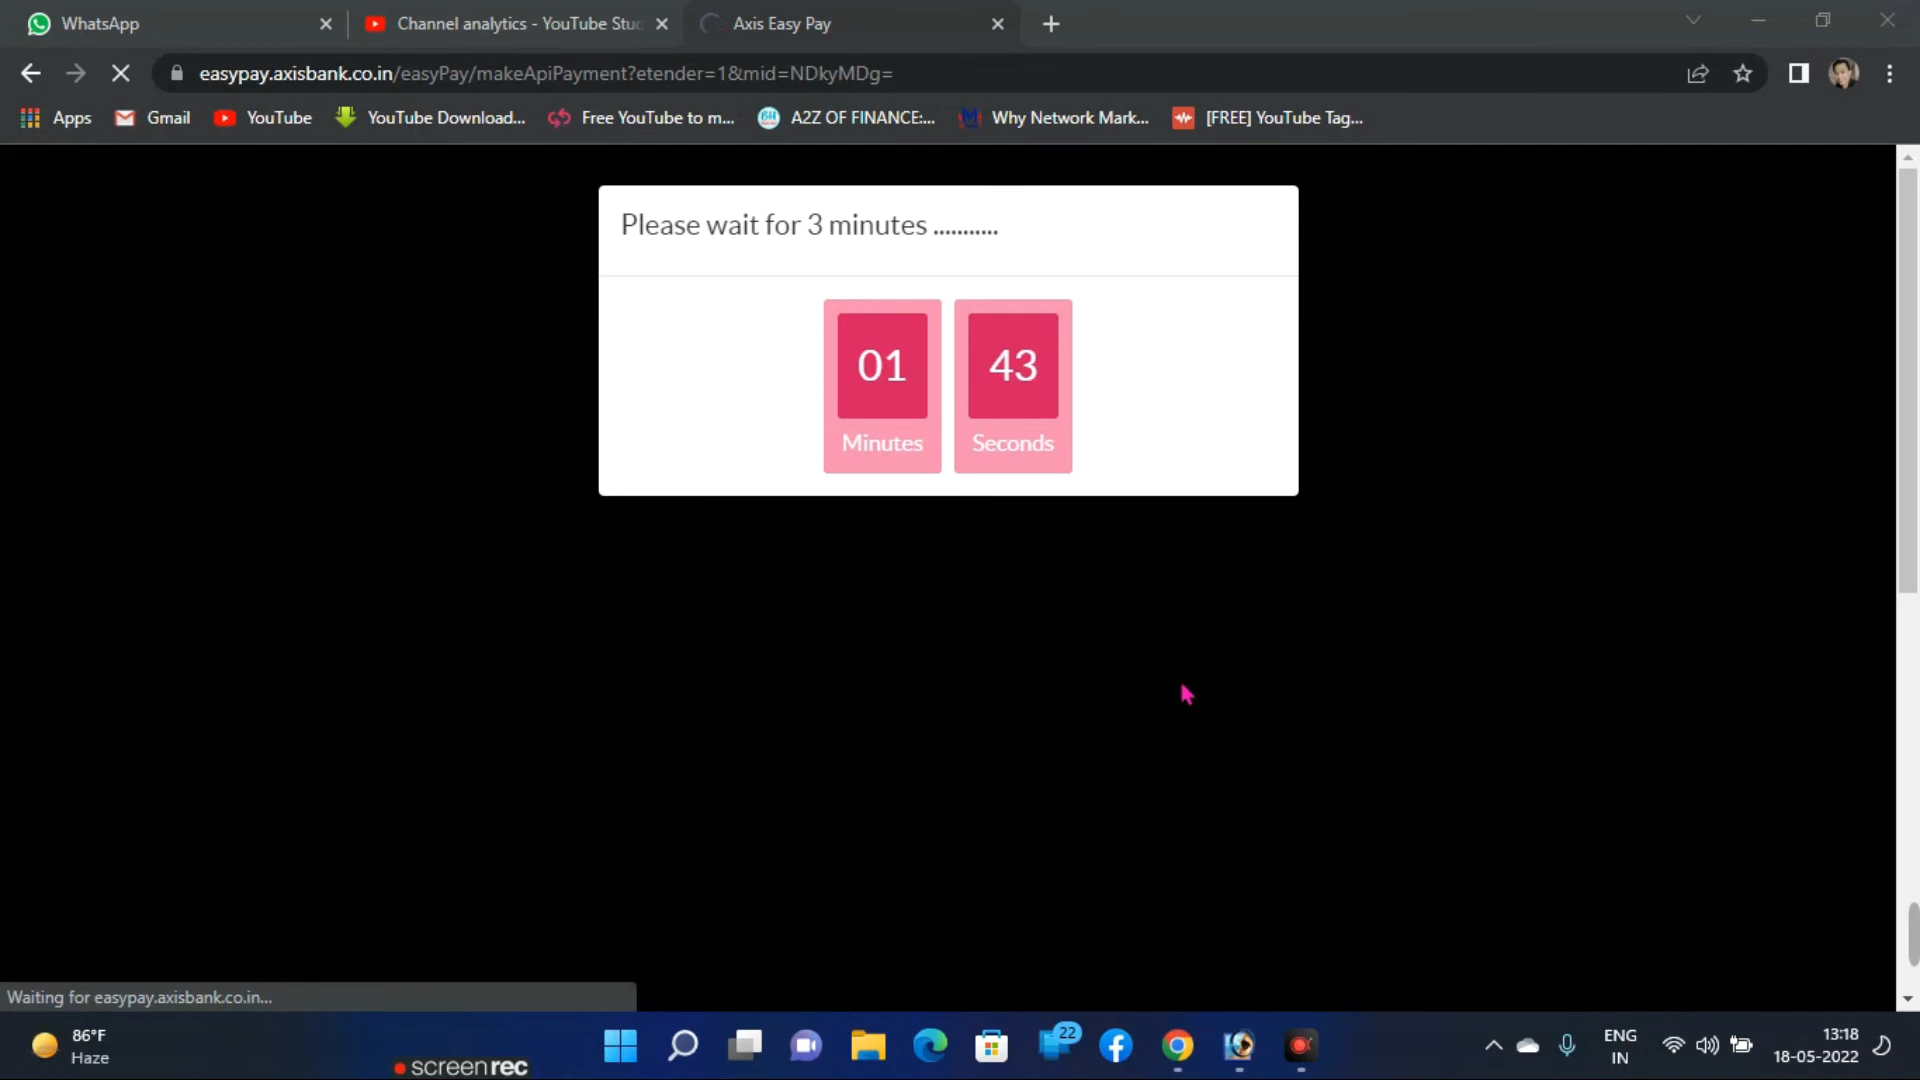 WhatsApp
Channel analytics - YouTube Stud
Axis Easy Pay
easypay.axisbank.co.in/easyPay/makeApiPayment?etender=1&mid=NDkyMDg=
Apps
Gmail
YouTube
YouTube Download...
Free YouTube to m...
A2Z OF FINANCE:...
Why Network Mark...
[FREE] YouTube Tag...
Please wait for 3 minutes ...........
01
43
Minutes
Seconds
Waiting for easypay.axisbank.co.in...
86°F
Haze
screenrec
22
ENG
IN
13:18
18-05-2022